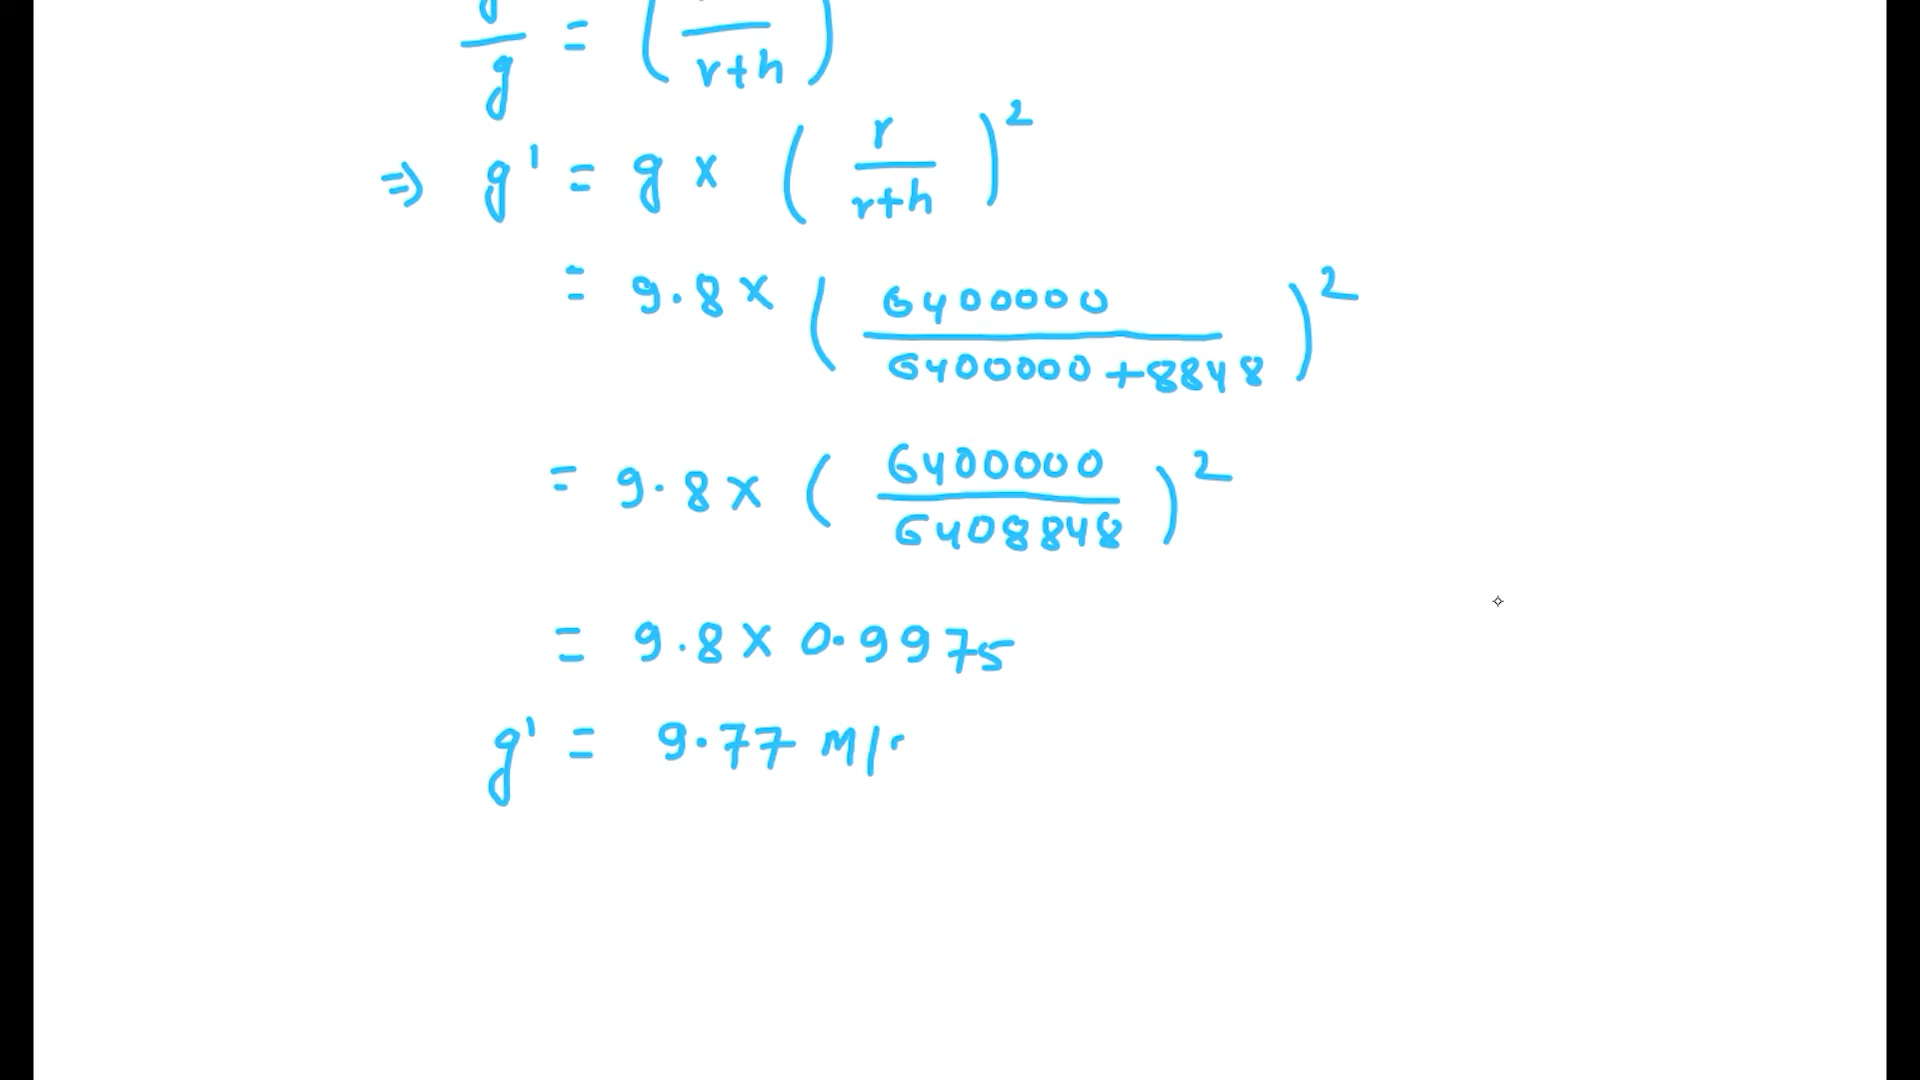 g = ( r+h )
⇒ g' = g × ( r / r+h )²
= 9.8 × ( 6400000 / 6400000+8848 )²
= 9.8 × ( 6400000 / 6408848 )²
= 9.8 × 0.9975
g' = 9.77 m/